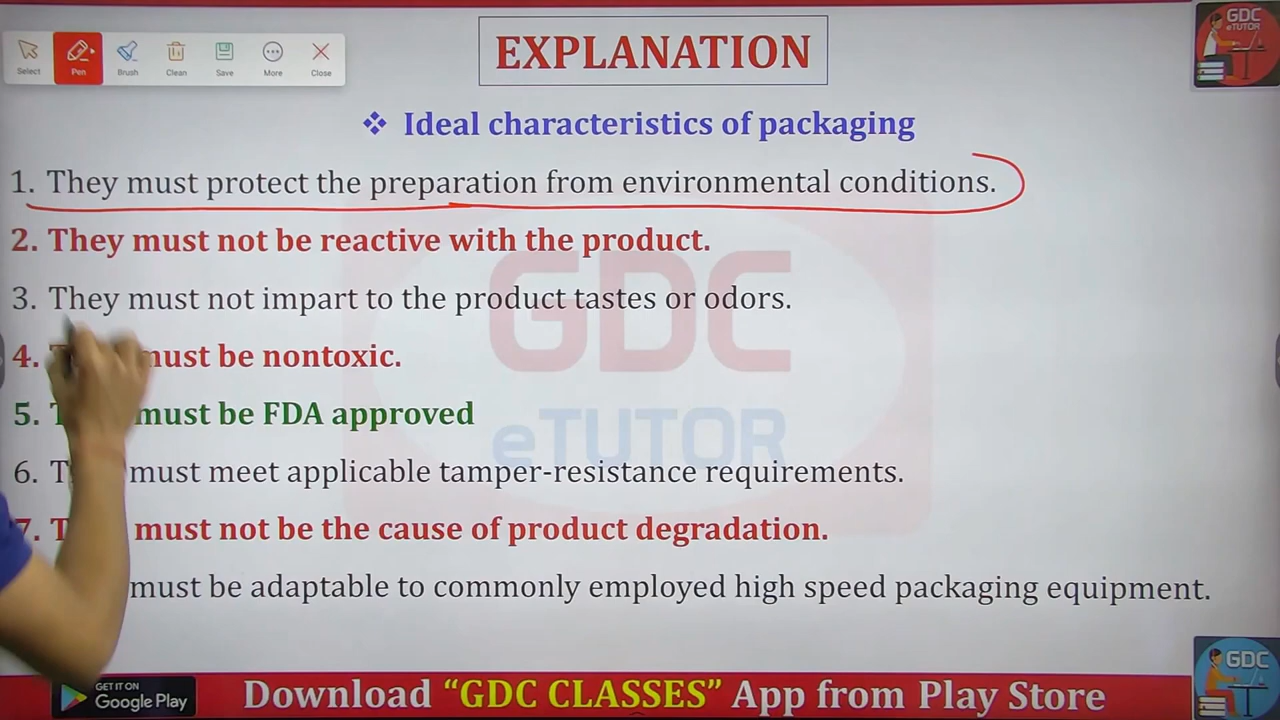 EXPLANATION
GDC
eTUTOR
Select
Pen
Brush
Clean
Save
More
Close
❖ Ideal characteristics of packaging
1. They must protect the preparation from environmental conditions.
2. They must not be reactive with the product.
3. They must not impart to the product tastes or odors.
4. must be nontoxic.
5. must be FDA approved
6. must meet applicable tamper-resistance requirements.
7. must not be the cause of product degradation.
must be adaptable to commonly employed high speed packaging equipment.
GDC
eTUTOR
GDC
GET IT ON
Google Play
Download “GDC CLASSES” App from Play Store